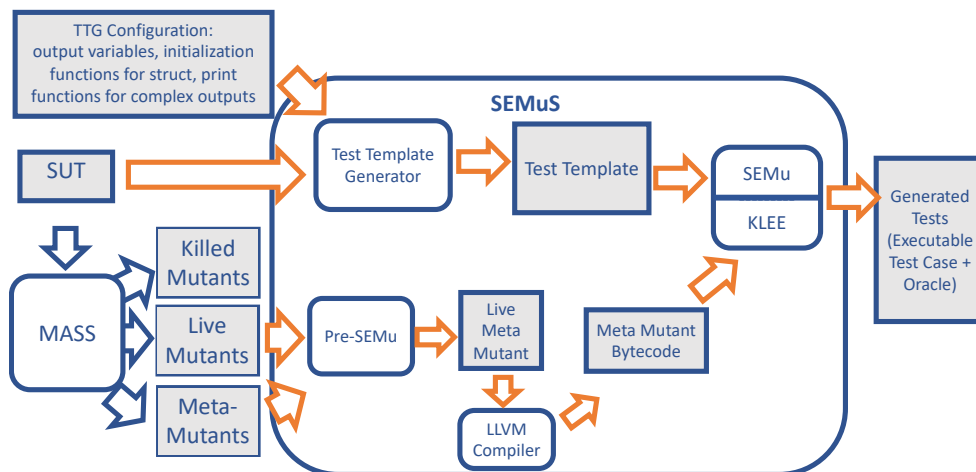 TTG Configuration:
output variables, initialization
functions for struct, print
functions for complex outputs
SEMuS
SUT
Test Template
Generator
Test Template
SEMu
KLEE
Generated
Tests
(Executable
Test Case +
Oracle)
MASS
Killed
Mutants
Live
Mutants
Meta-
Mutants
Pre-SEMu
Live
Meta
Mutant
LLVM
Compiler
Meta Mutant
Bytecode